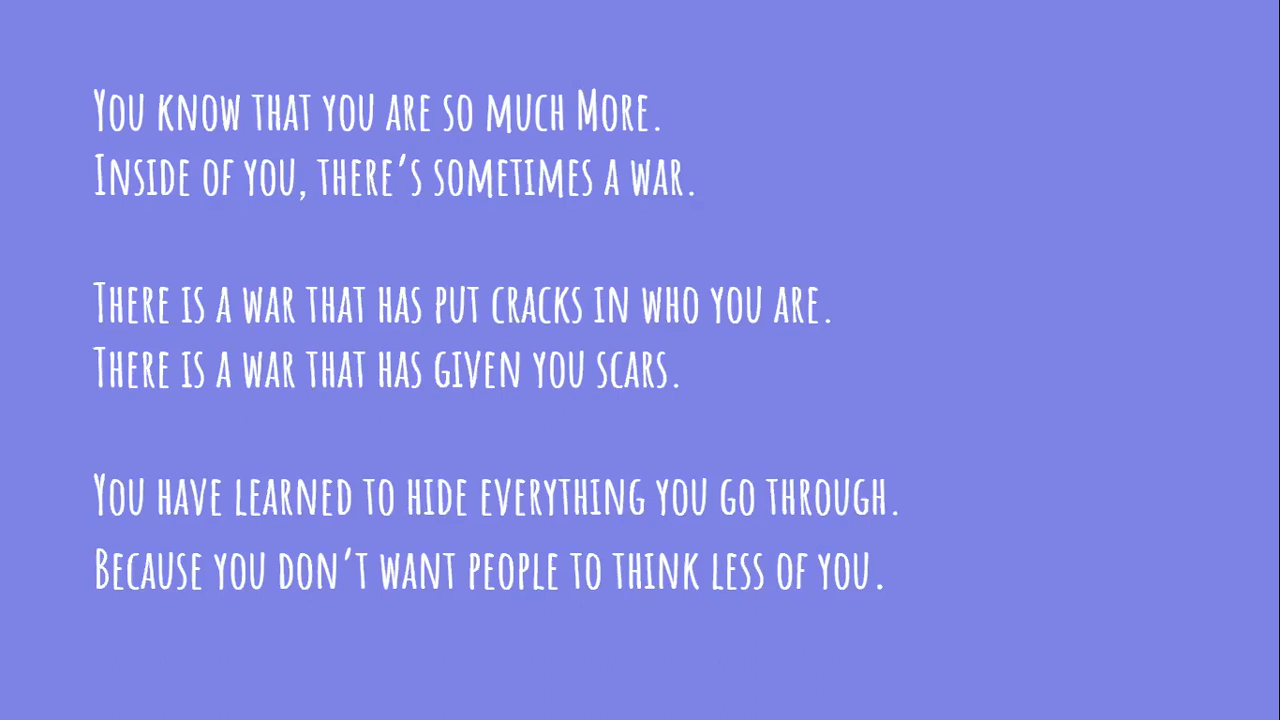 You know that you are so much More.
Inside of you, there's sometimes a war.
There is a war that has put cracks in who you are.
There is a war that has given you scars.
You have learned to hide everything you go through.
Because you don't want people to think less of you.